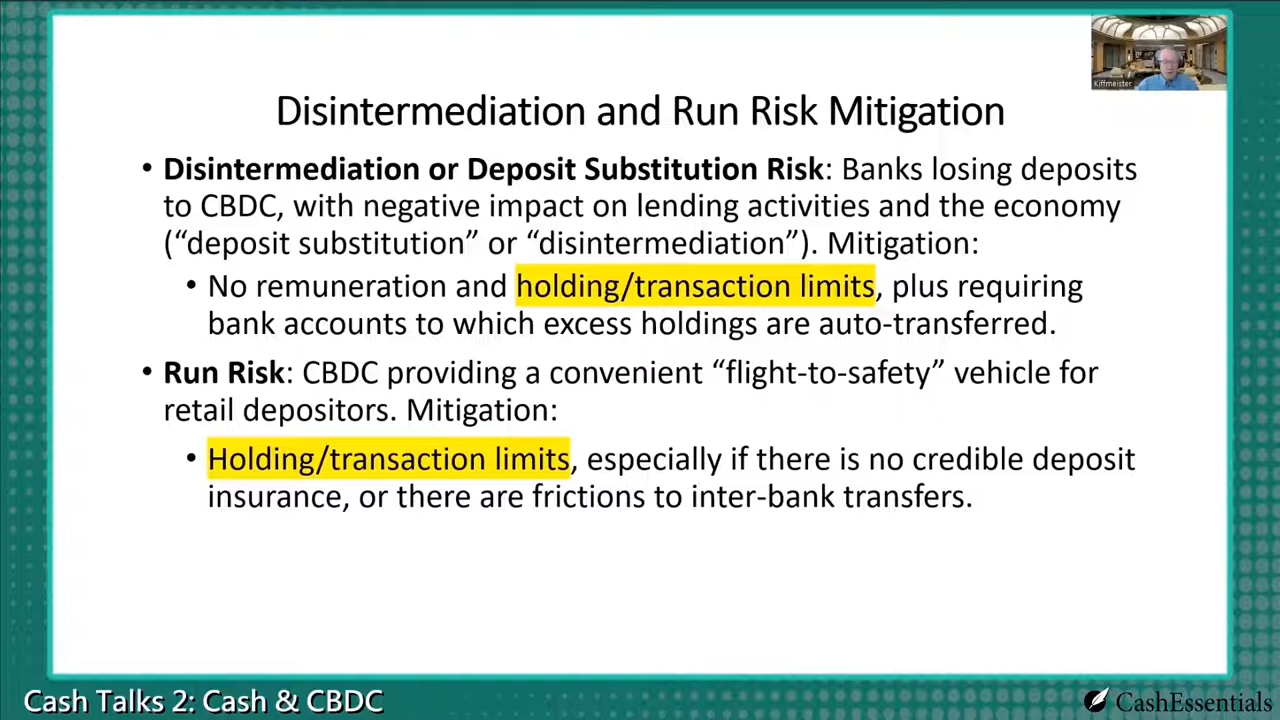 Kiffmeister
Disintermediation and Run Risk Mitigation
• Disintermediation or Deposit Substitution Risk: Banks losing deposits
to CBDC, with negative impact on lending activities and the economy
(“deposit substitution” or “disintermediation”). Mitigation:
• No remuneration and holding/transaction limits, plus requiring
bank accounts to which excess holdings are auto-transferred.
• Run Risk: CBDC providing a convenient “flight-to-safety” vehicle for
retail depositors. Mitigation:
• Holding/transaction limits, especially if there is no credible deposit
insurance, or there are frictions to inter-bank transfers.
Cash Talks 2: Cash & CBDC
CashEssentials